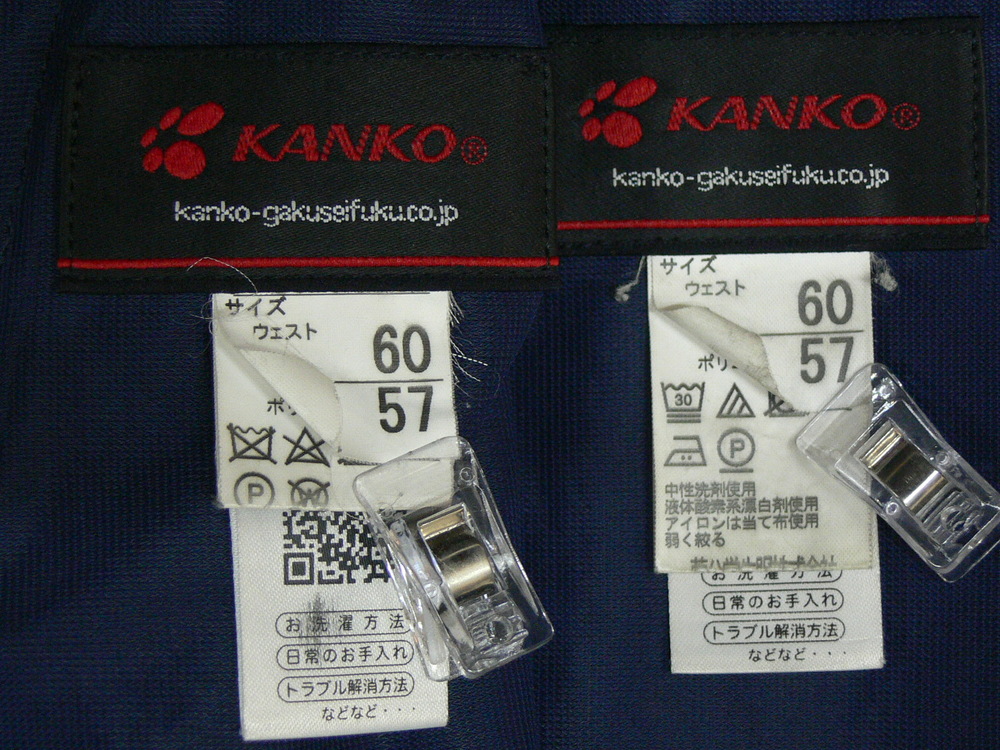 KANKO®
kanko-gakuseifuku.co.jp
サイズ
ウェスト
60
57
P
お洗濯方法
日常のお手入れ
トラブル解消方法
などなど・・・
KANKO®
kanko-gakuseifuku.co.jp
サイズ
ウェスト
60
57
ポリ
30
P
中性洗剤使用
液体酸素系漂白剤使用
アイロンは当て布使用
弱く絞る
お洗濯方法
日常のお手入れ
トラブル解消方法
などなど・・・